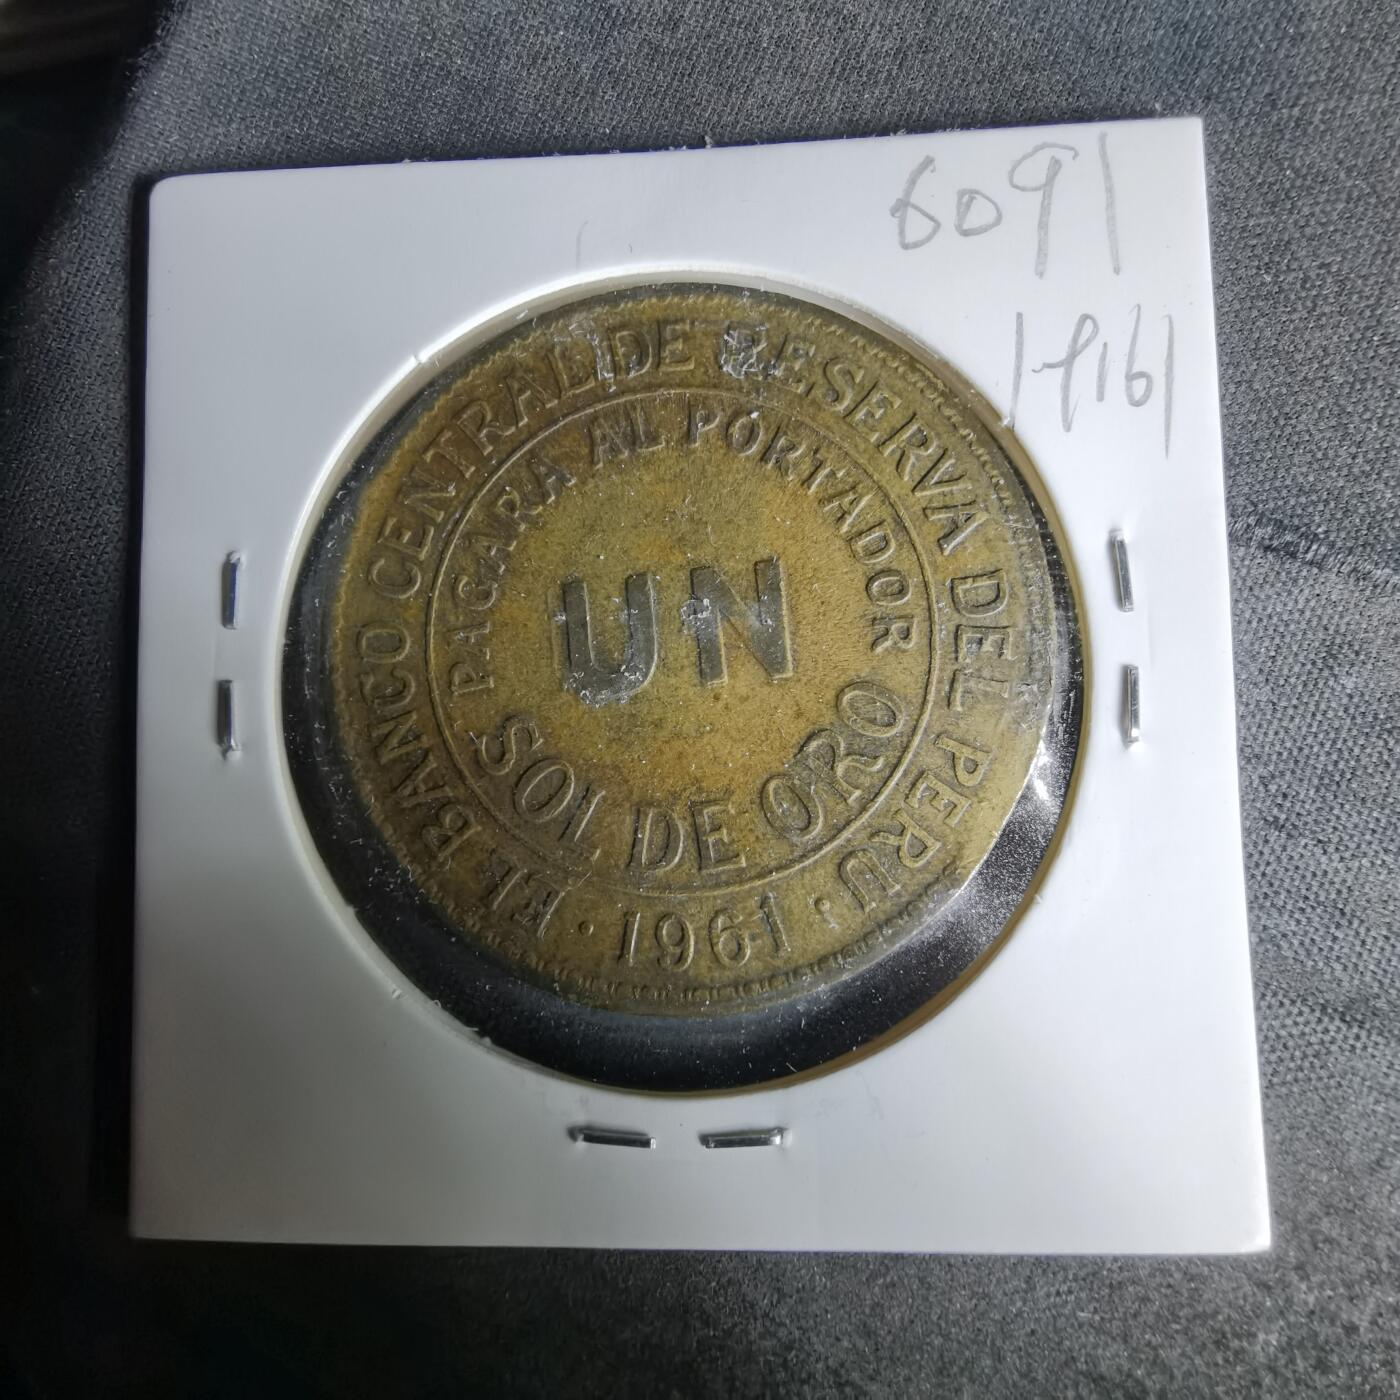 6091
1961
EL BANCO CENTRAL DE RESERVA DEL PERU
PAGARA AL PORTADOR
UN
SOL DE ORO
· 1961 ·